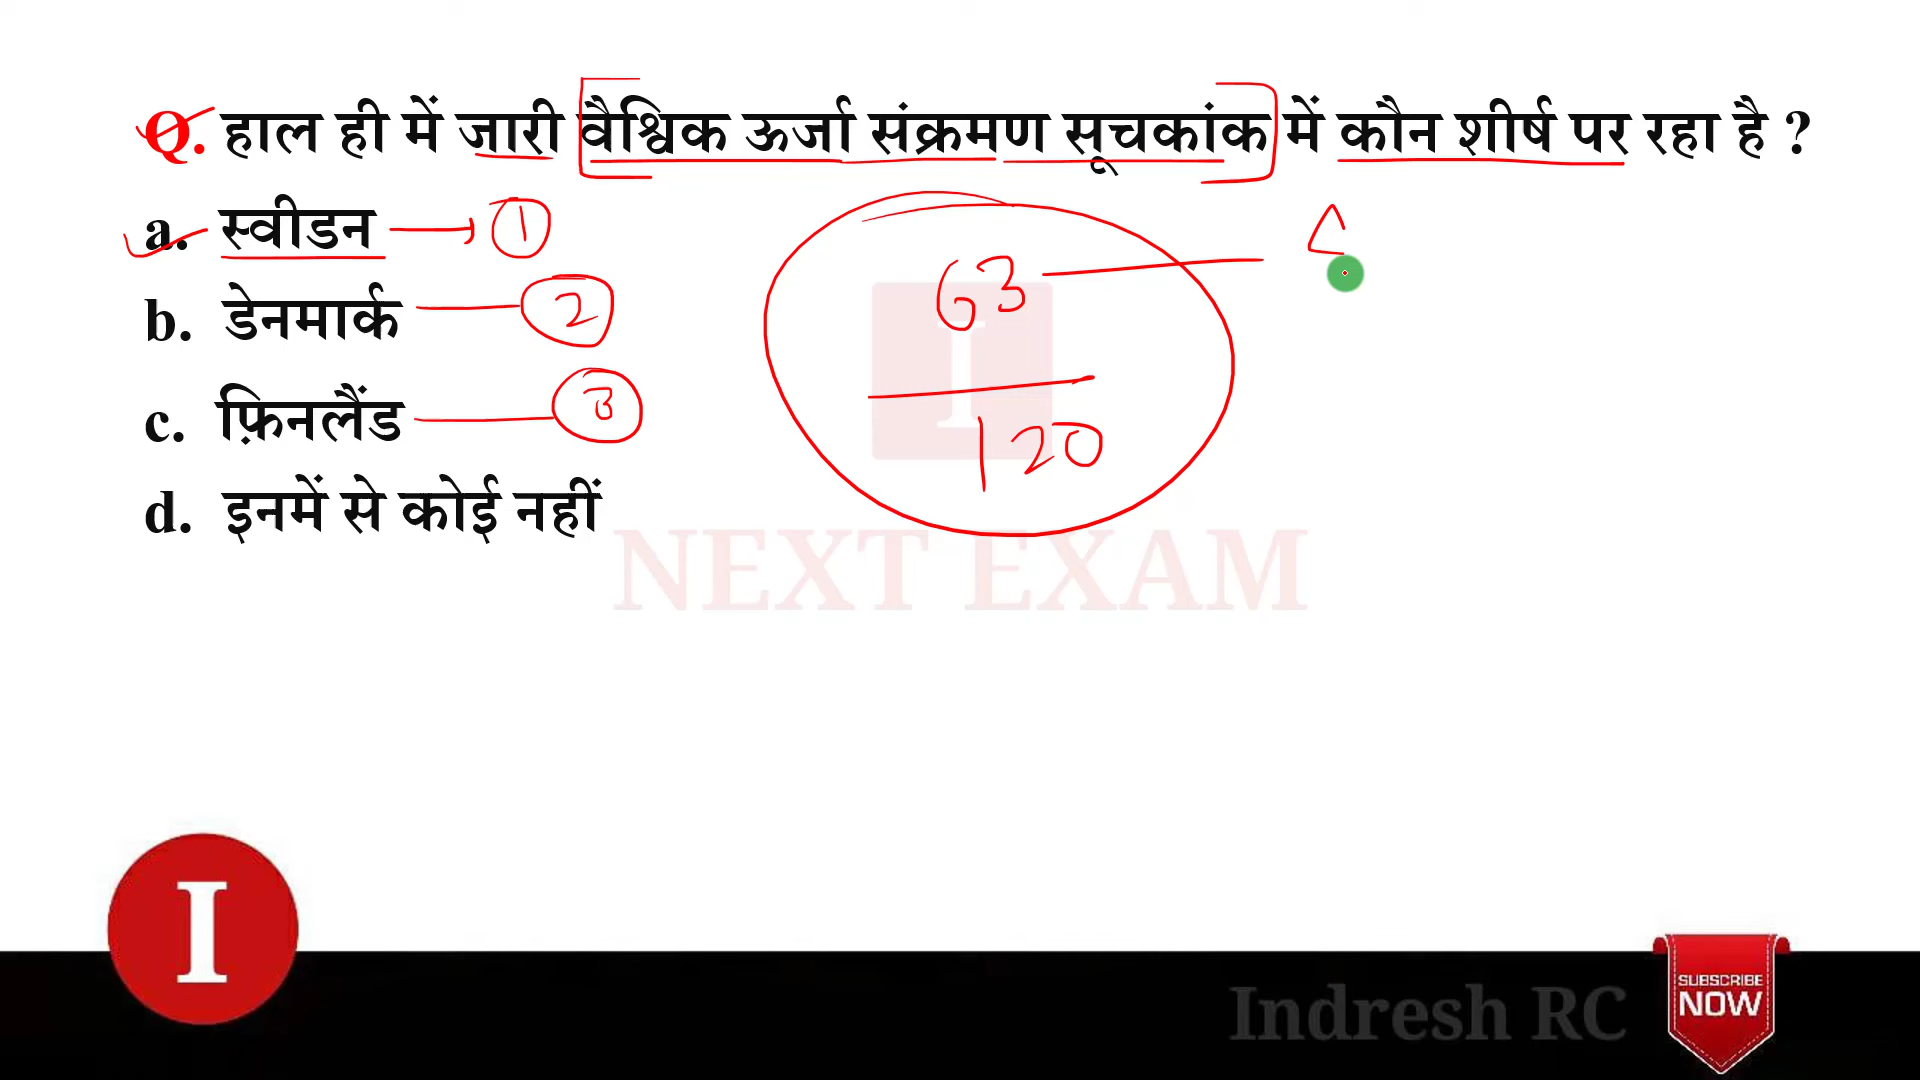 Q. हाल ही में जारी वैश्विक ऊर्जा संक्रमण सूचकांक में कौन शीर्ष पर रहा है ?
a. स्वीडन 1
b. डेनमार्क 2
c. फ़िनलैंड 3
d. इनमें से कोई नहीं
63
120
I
NEXT EXAM
I
Indresh RC
SUBSCRIBE
NOW